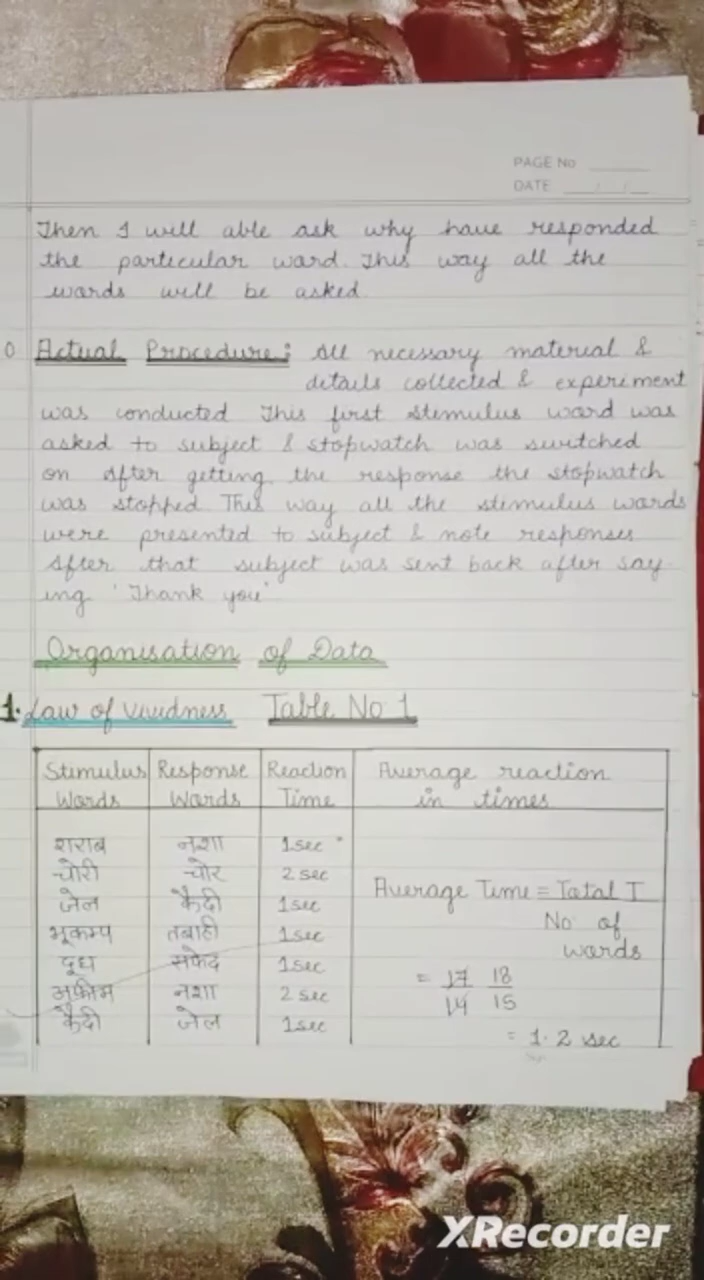 PAGE No
DATE
Then I will able ask why have responded
the particular word. This way all the
words will be asked.
Actual Procedure: All necessary material &
details collected & experiment
was conducted This first stimulus word was
asked to subject & stopwatch was switched
on After getting the response the stopwatch
was stopped. This way all the stimulus words
were presented to subject & note responses
After that subject was sent back after say
ing 'Thank you'
Organisation of Data
1. Law of Vividness Table No 1
Stimulus Words Response Words Reaction Time Average reaction in times
शराब नशा 1sec
चोरी चोर 2 sec
जेल कैदी 1sec
भूकम्प तबाही 1sec
दूध सफेद 1sec
अफीम नशा 2 sec
कैदी जेल 1sec
Average Time = Total T
No of
words
= 17 18
14 15
= 1.2 sec
XRecorder